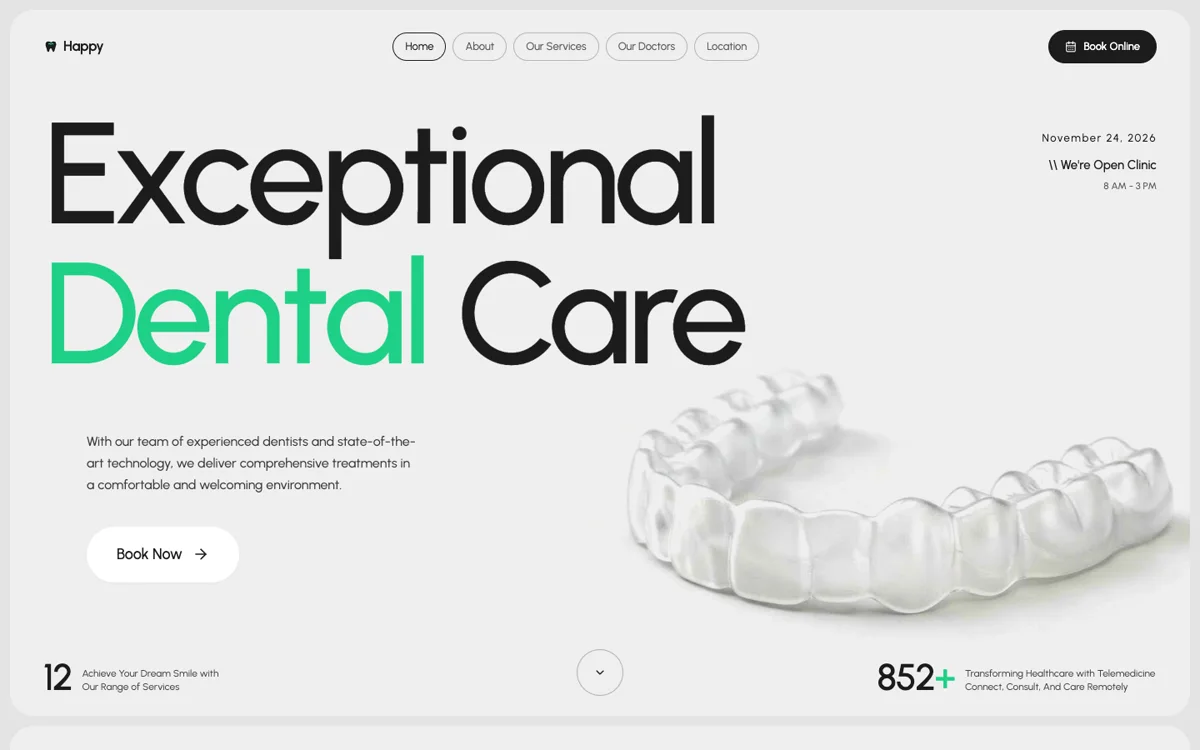 Happy
Home
About
Our Services
Our Doctors
Location
Book Online
Exceptional
Dental Care
November 24, 2026
\\ We're Open Clinic
8 AM - 3 PM
With our team of experienced dentists and state-of-the-
art technology, we deliver comprehensive treatments in
a comfortable and welcoming environment.
Book Now
12
Achieve Your Dream Smile with
Our Range of Services
852+
Transforming Healthcare with Telemedicine
Connect, Consult, And Care Remotely